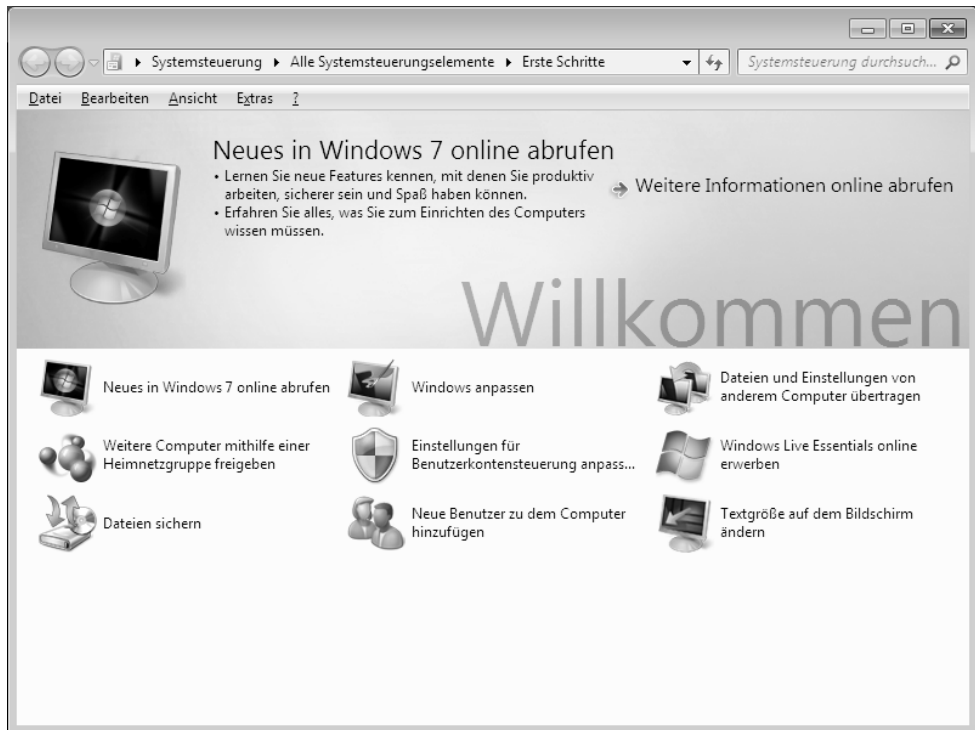 Systemsteuerung
Alle Systemsteuerungselemente
Erste Schritte
Systemsteuerung durchsuch...
Datei Bearbeiten Ansicht Extras ?
Neues in Windows 7 online abrufen
• Lernen Sie neue Features kennen, mit denen Sie produktiv
arbeiten, sicherer sein und Spaß haben können.
• Erfahren Sie alles, was Sie zum Einrichten des Computers
wissen müssen.
Weitere Informationen online abrufen
Willkommen
Neues in Windows 7 online abrufen
Windows anpassen
Dateien und Einstellungen von
anderem Computer übertragen
Weitere Computer mithilfe einer
Heimnetzgruppe freigeben
Einstellungen für
Benutzerkontensteuerung anpass...
Windows Live Essentials online
erwerben
Dateien sichern
Neue Benutzer zu dem Computer
hinzufügen
Textgröße auf dem Bildschirm
ändern